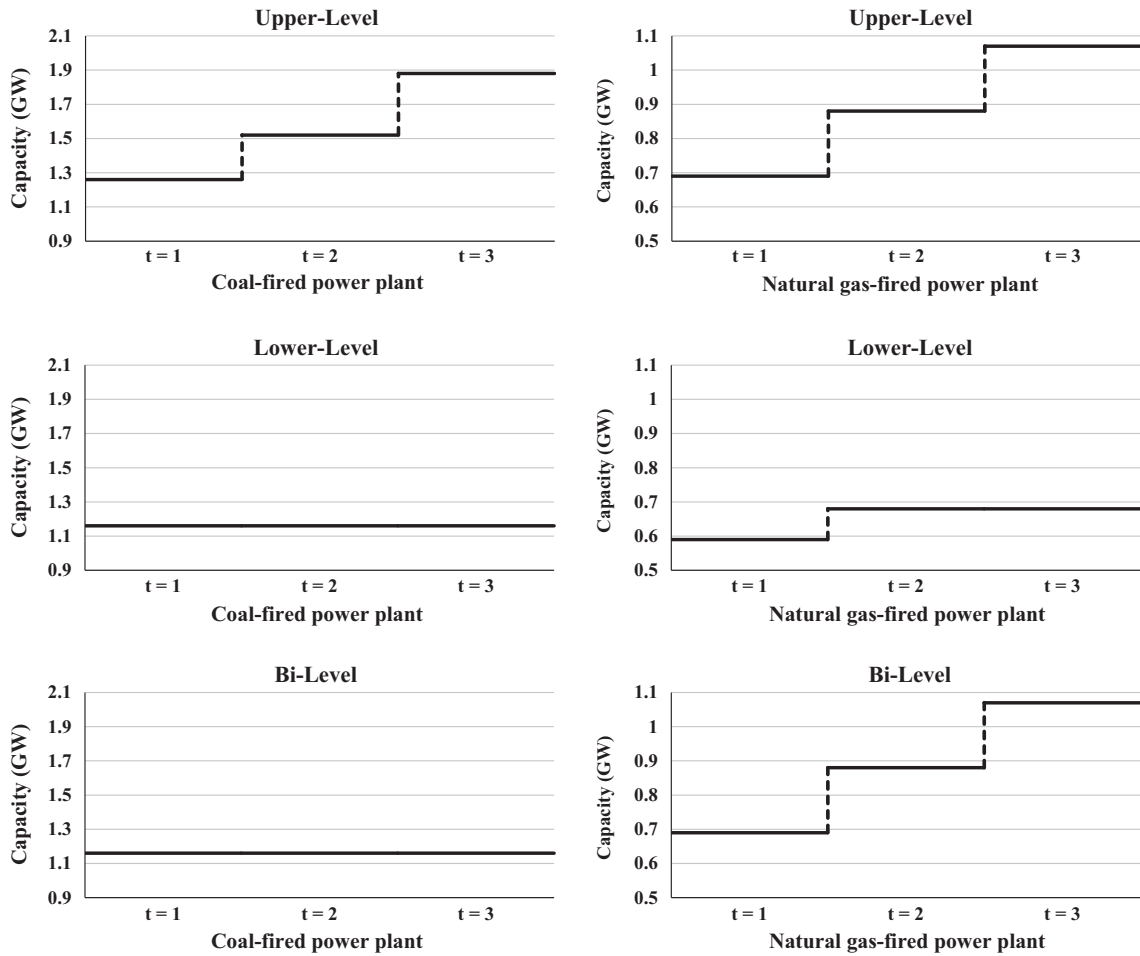 Upper-Level
Capacity (GW)
2.1
1.9
1.7
1.5
1.3
1.1
0.9
t = 1 t = 2 t = 3
Coal-fired power plant
Upper-Level
Capacity (GW)
1.1
1
0.9
0.8
0.7
0.6
0.5
t = 1 t = 2 t = 3
Natural gas-fired power plant
Lower-Level
Capacity (GW)
2.1
1.9
1.7
1.5
1.3
1.1
0.9
t = 1 t = 2 t = 3
Coal-fired power plant
Lower-Level
Capacity (GW)
1.1
1
0.9
0.8
0.7
0.6
0.5
t = 1 t = 2 t = 3
Natural gas-fired power plant
Bi-Level
Capacity (GW)
2.1
1.9
1.7
1.5
1.3
1.1
0.9
t = 1 t = 2 t = 3
Coal-fired power plant
Bi-Level
Capacity (GW)
1.1
1
0.9
0.8
0.7
0.6
0.5
t = 1 t = 2 t = 3
Natural gas-fired power plant